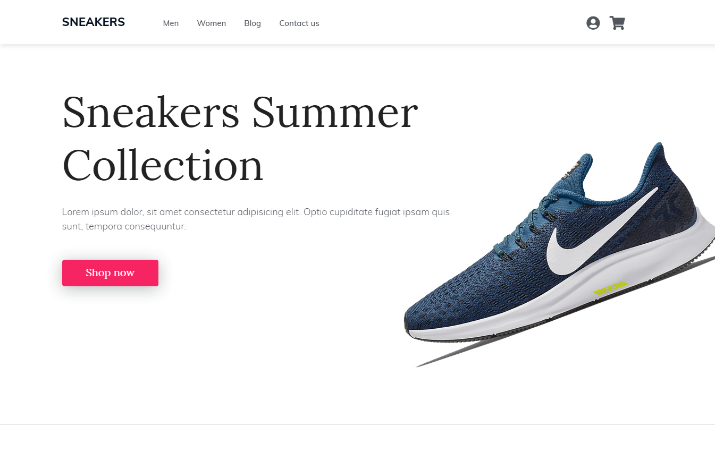 SNEAKERS
Men
Women
Blog
Contact us
Sneakers Summer
Collection
Lorem ipsum dolor, sit amet consectetur adipisicing elit. Optio cupiditate fugiat ipsam quis
sunt, tempora consequuntur.
Shop now